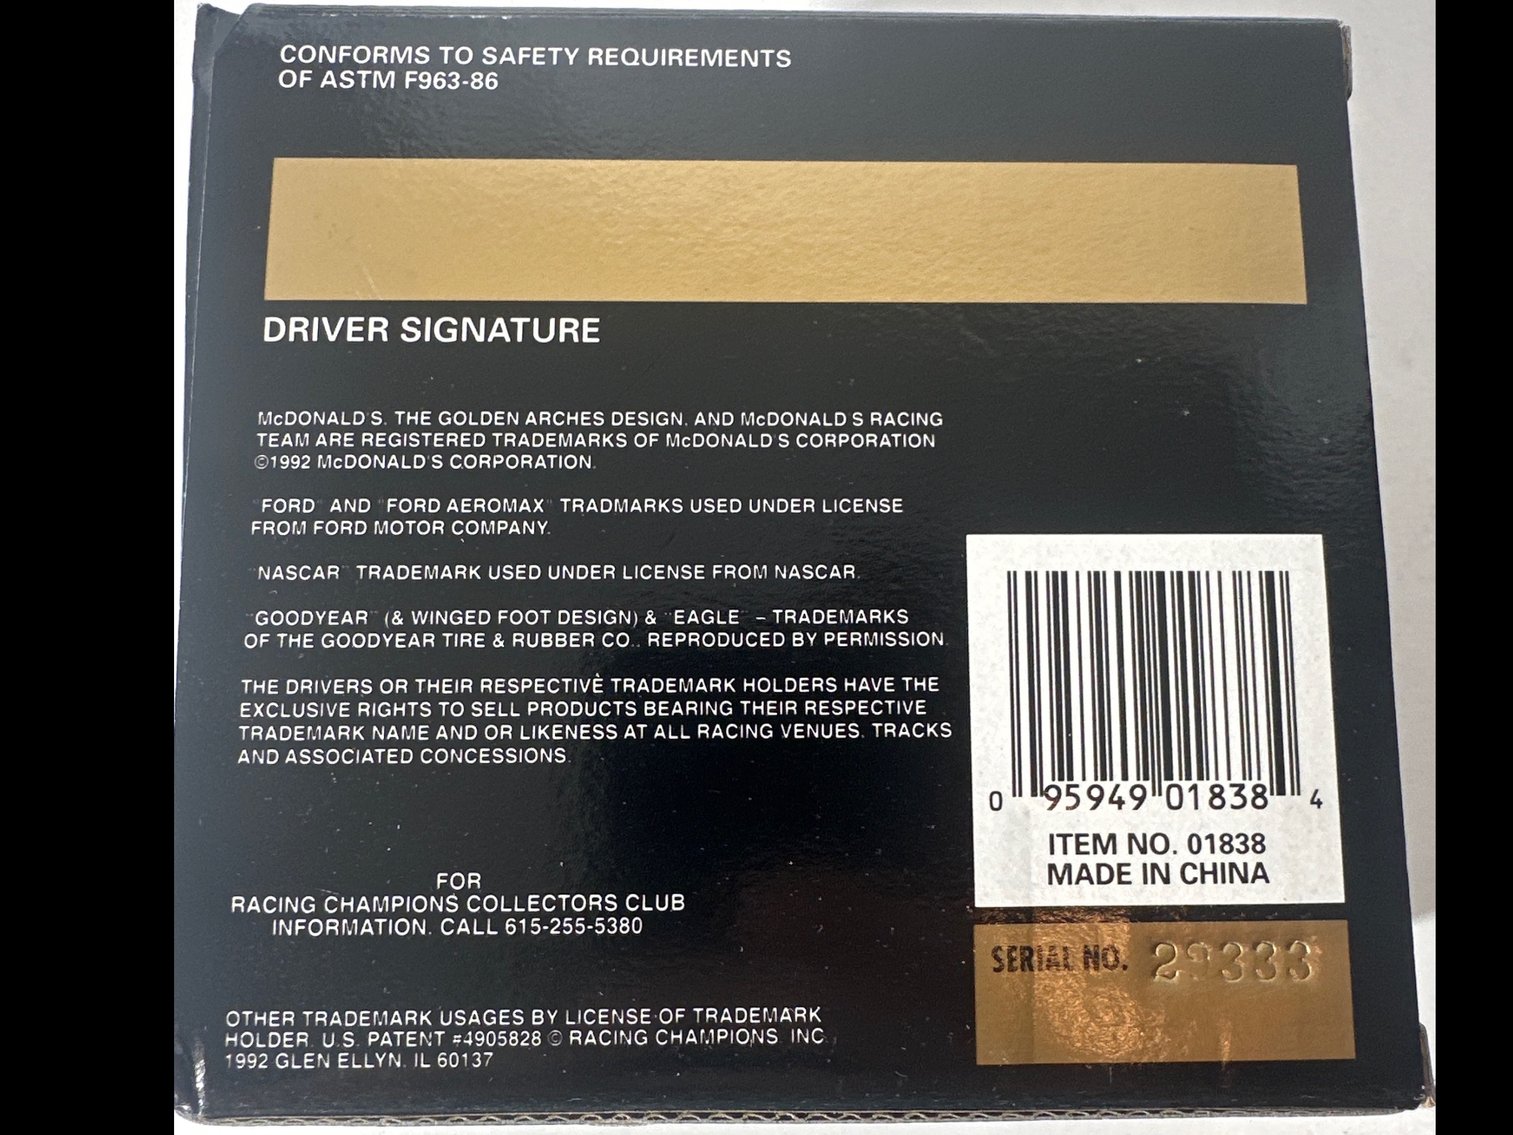 CONFORMS TO SAFETY REQUIREMENTS
OF ASTM F963-86
DRIVER SIGNATURE
McDONALD'S, THE GOLDEN ARCHES DESIGN, AND McDONALD'S RACING
TEAM ARE REGISTERED TRADEMARKS OF McDONALD'S CORPORATION
©1992 McDONALD'S CORPORATION.
"FORD" AND "FORD AEROMAX" TRADMARKS USED UNDER LICENSE
FROM FORD MOTOR COMPANY.
"NASCAR" TRADEMARK USED UNDER LICENSE FROM NASCAR.
"GOODYEAR" (& WINGED FOOT DESIGN) & "EAGLE" – TRADEMARKS
OF THE GOODYEAR TIRE & RUBBER CO., REPRODUCED BY PERMISSION.
THE DRIVERS OR THEIR RESPECTIVE TRADEMARK HOLDERS HAVE THE
EXCLUSIVE RIGHTS TO SELL PRODUCTS BEARING THEIR RESPECTIVE
TRADEMARK NAME AND OR LIKENESS AT ALL RACING VENUES, TRACKS
AND ASSOCIATED CONCESSIONS.
0 95949 01838 4
ITEM NO. 01838
MADE IN CHINA
FOR
RACING CHAMPIONS COLLECTORS CLUB
INFORMATION, CALL 615-255-5380
SERIAL NO. 29333
OTHER TRADEMARK USAGES BY LICENSE OF TRADEMARK
HOLDER. U.S. PATENT #4905828 © RACING CHAMPIONS, INC.,
1992 GLEN ELLYN, IL 60137